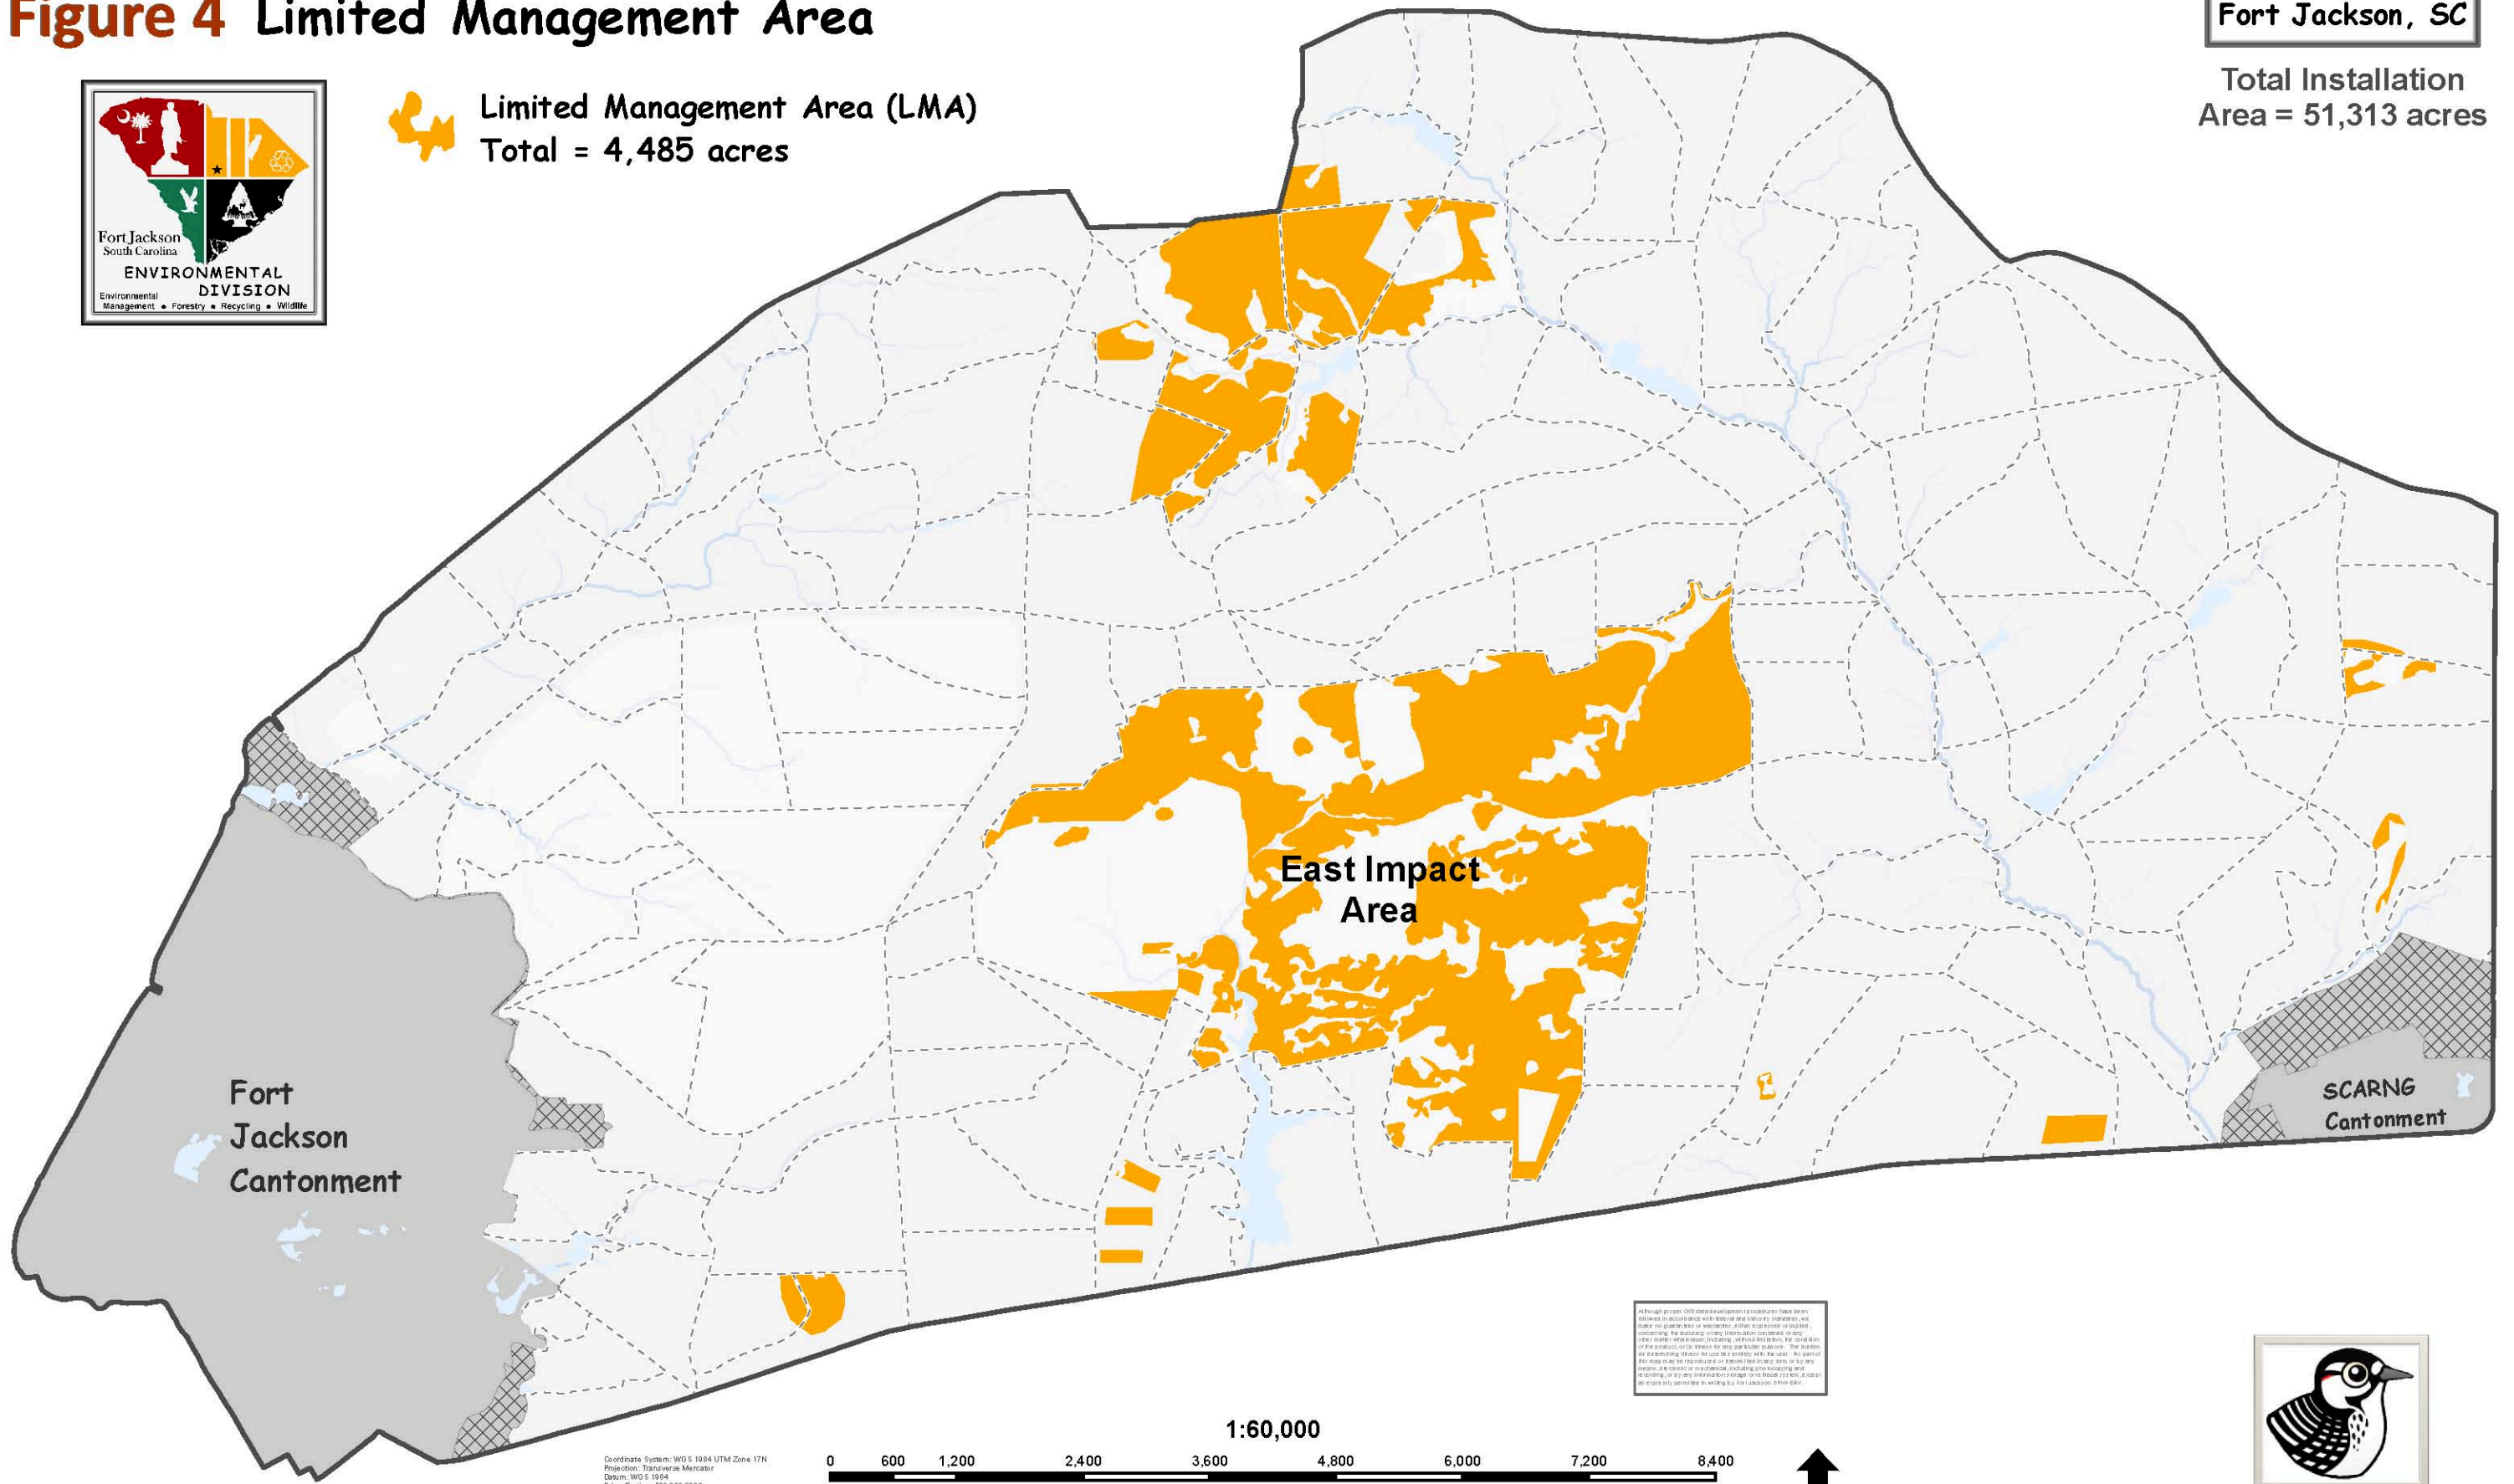 Figure 4 Limited Management Area
Fort Jackson, SC
Total Installation
Area = 51,313 acres
Limited Management Area (LMA)
Total = 4,485 acres
Fort Jackson
South Carolina
ENVIRONMENTAL
DIVISION
Environmental
Management • Forestry • Recycling • Wildlife
East Impact
Area
Fort
Jackson
Cantonment
SCARNG
Cantonment
1:60,000
0 600 1,200 2,400 3,600 4,800 6,000 7,200 8,400
Coordinate System: WGS 1984 UTM Zone 17N
Projection: Transverse Mercator
Datum: WGS 1984